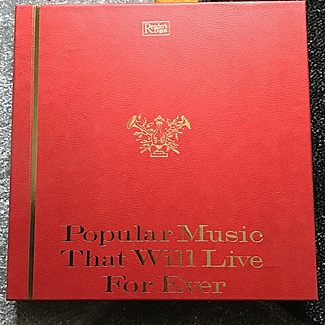 Reader's
Digest
Popular Music
That Will Live
For Ever